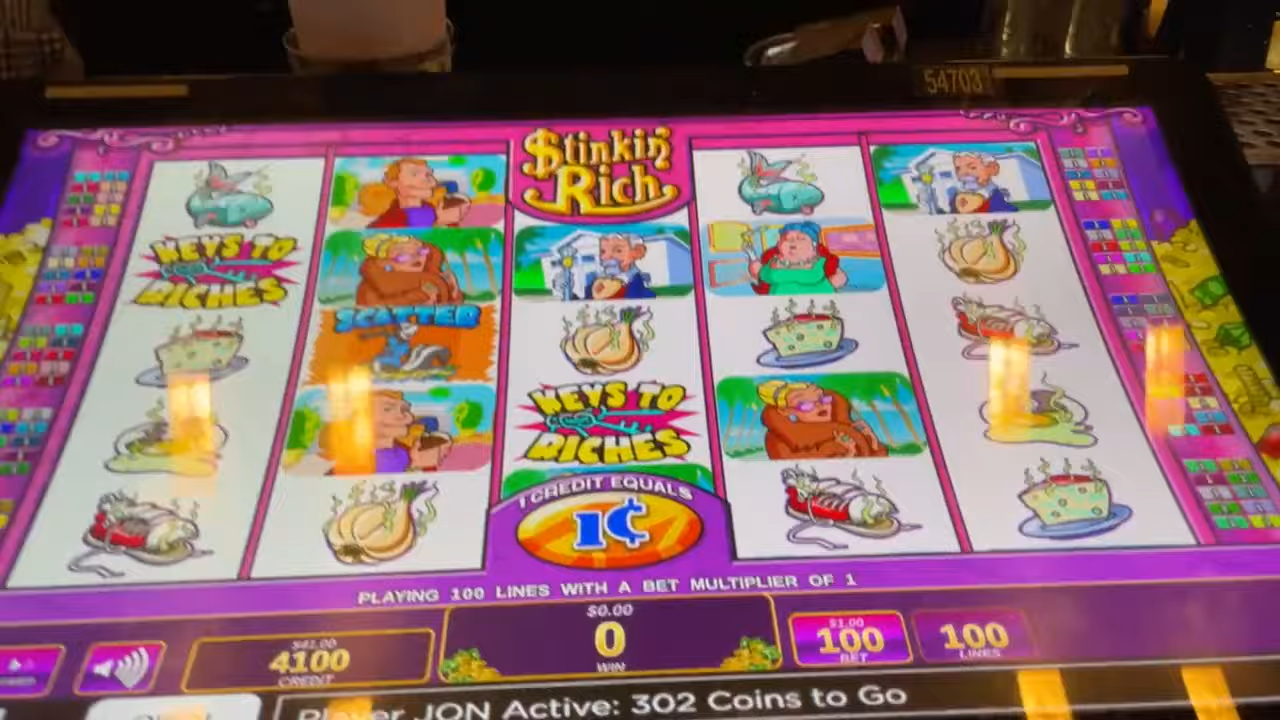 54703
$tinkin'
Rich
KEYS TO
RICHES
SCATTER
KEYS TO
RICHES
1 CREDIT EQUALS
1¢
PLAYING 100 LINES WITH A BET MULTIPLIER OF 1
$41.00
4100
CREDIT
$0.00
0
WIN
$1.00
100
BET
100
LINES
Player JON Active: 302 Coins to Go